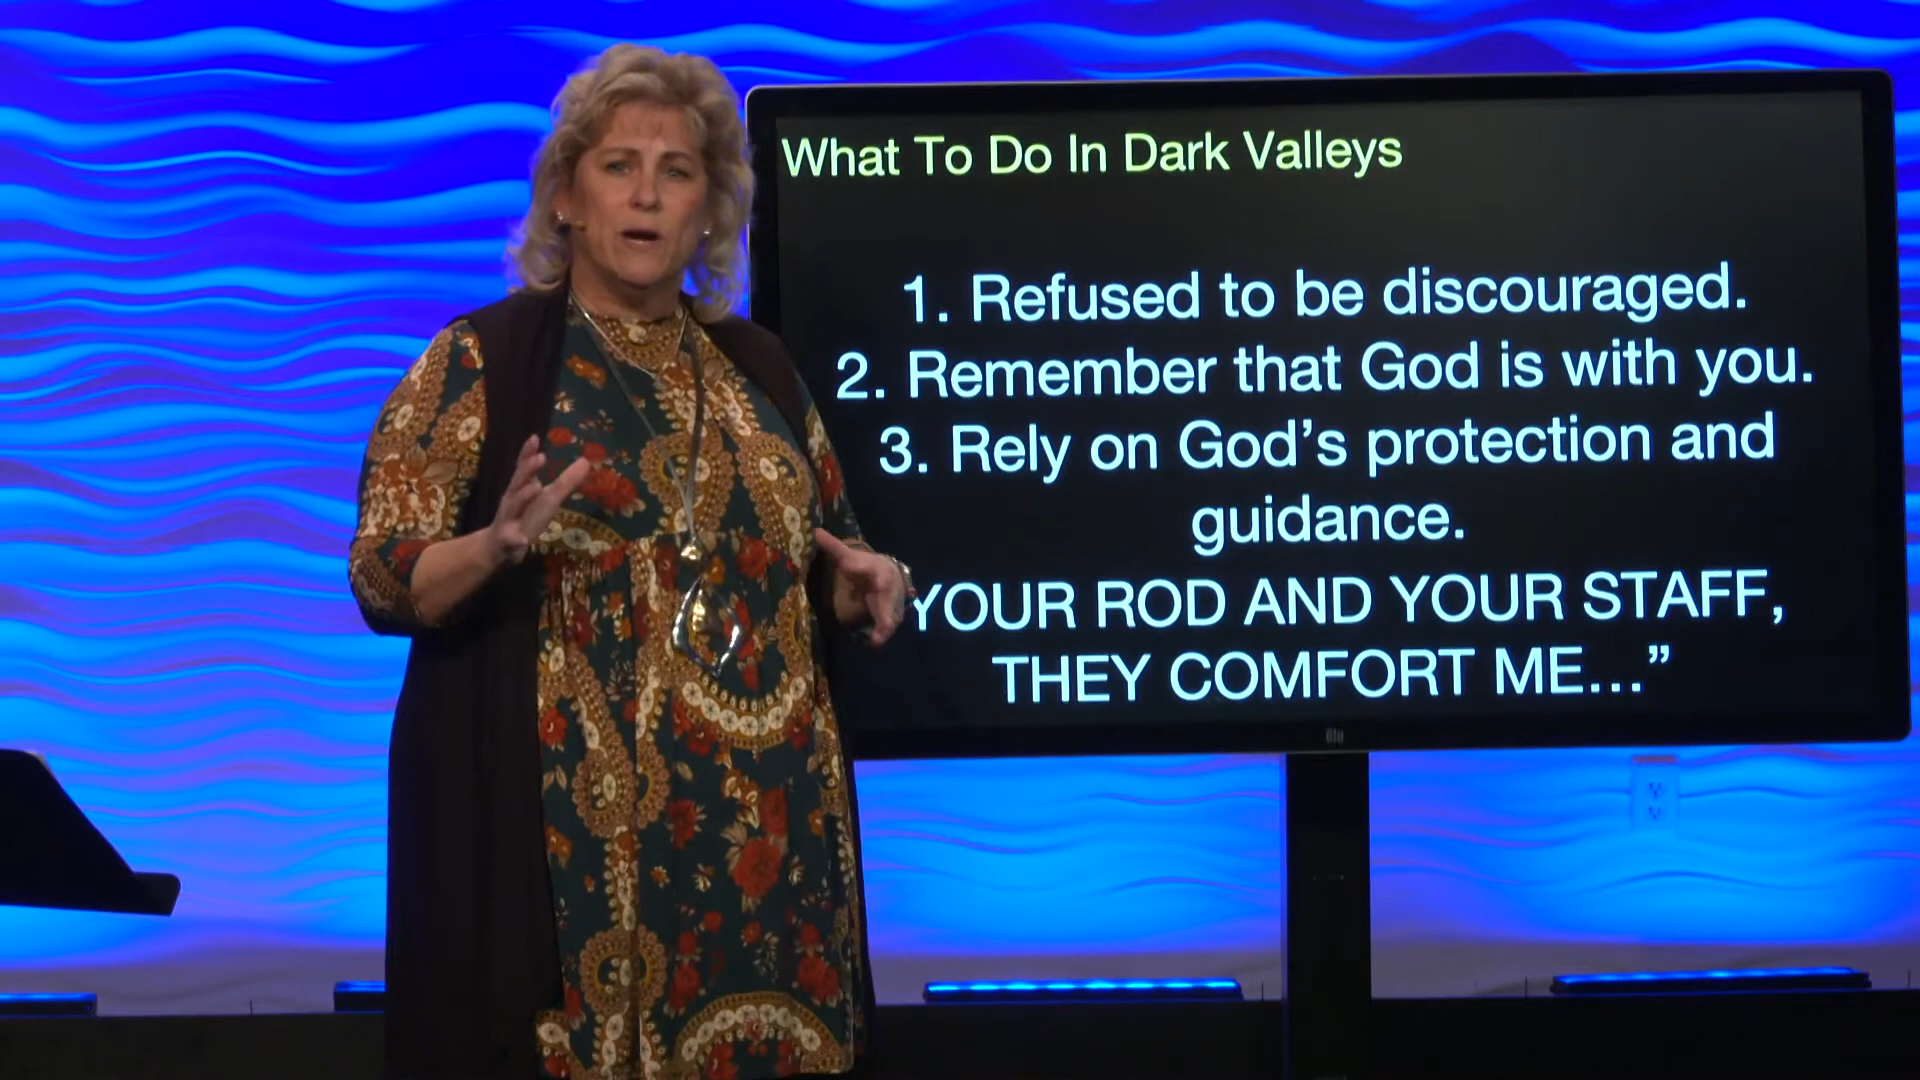 What To Do In Dark Valleys
1. Refused to be discouraged.
2. Remember that God is with you.
3. Rely on God’s protection and
guidance.
YOUR ROD AND YOUR STAFF,
THEY COMFORT ME…”
elo